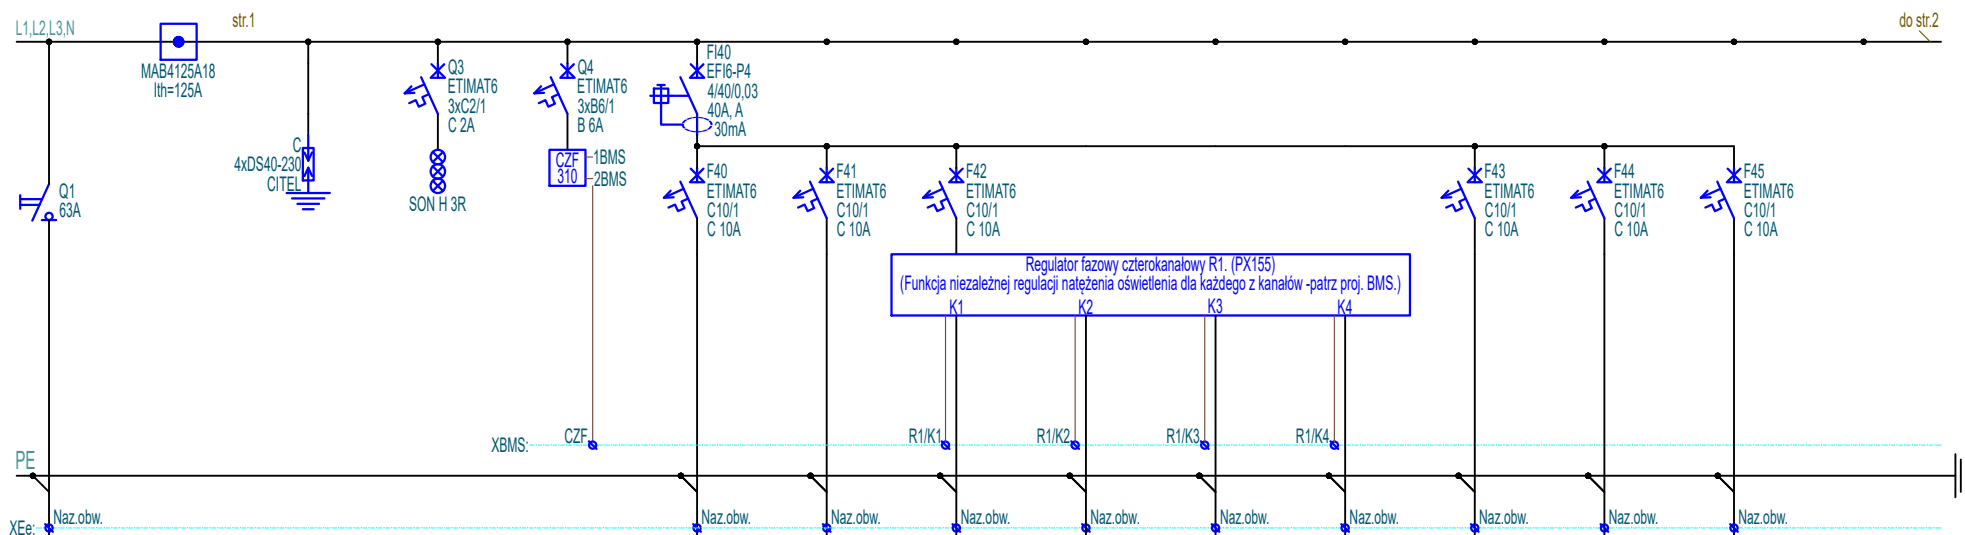 L1,L2,L3,N
str.1
do str.2
MAB4125A18
Ith=125A
Q1
63A
C
4xDS40-230
CITEL
Q3
ETIMAT6
3xC2/1
C 2A
SON H 3R
Q4
ETIMAT6
3xB6/1
B 6A
CZF
310
1BMS
2BMS
FI40
EFI6-P4
4/40/0,03
40A, A
30mA
F40
ETIMAT6
C10/1
C 10A
F41
ETIMAT6
C10/1
C 10A
F42
ETIMAT6
C10/1
C 10A
F43
ETIMAT6
C10/1
C 10A
F44
ETIMAT6
C10/1
C 10A
F45
ETIMAT6
C10/1
C 10A
Regulator fazowy czterokanałowy R1. (PX155)
(Funkcja niezależnej regulacji natężenia oświetlenia dla każdego z kanałów -patrz proj. BMS.)
K1
K2
K3
K4
XBMS:
CZF
R1/K1
R1/K2
R1/K3
R1/K4
PE
XEe:
Naz.obw.
Naz.obw.
Naz.obw.
Naz.obw.
Naz.obw.
Naz.obw.
Naz.obw.
Naz.obw.
Naz.obw.
Naz.obw.